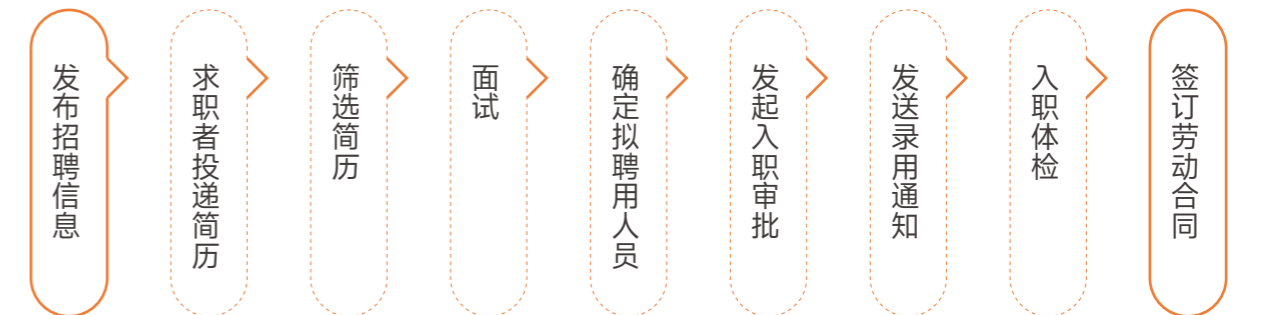 发布招聘信息
求职者投递简历
筛选简历
面试
确定拟聘用人员
发起入职审批
发送录用通知
入职体检
签订劳动合同